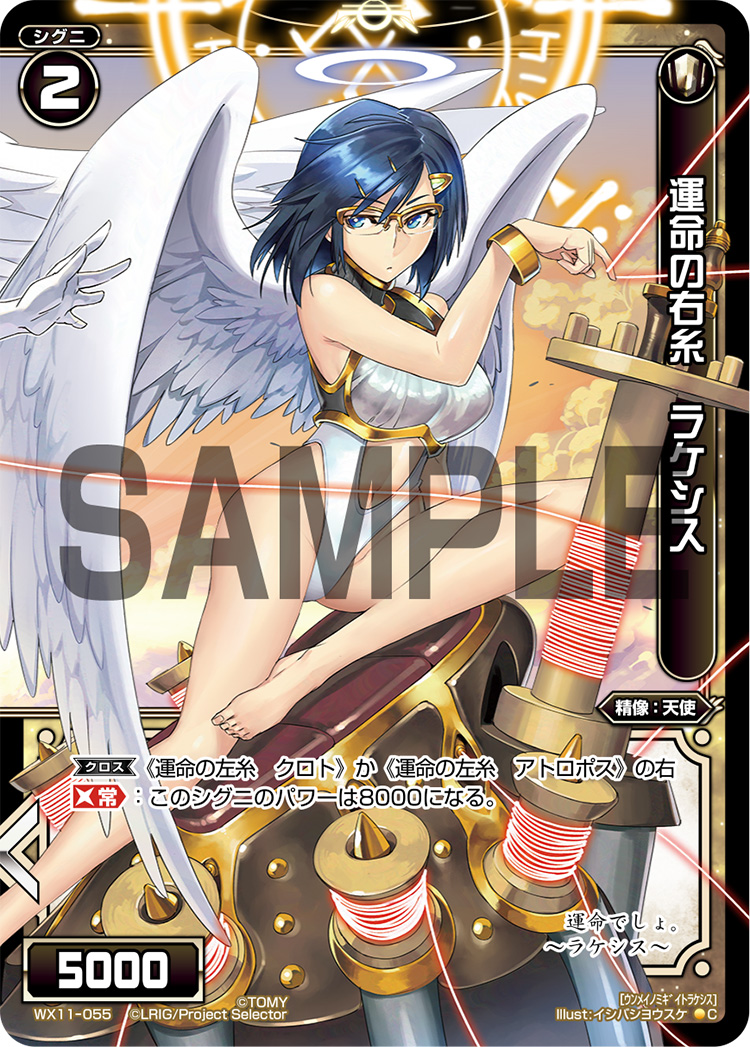 シグニ
2
運命の右糸 ラケシス
SAMPLE
精像：天使
クロス 《運命の左糸 クロト》か《運命の左糸 アトロポス》の右
常：このシグニのパワーは8000になる。
運命でしょ。
～ラケシス～
5000
[ウンメイノミギイトラケシス]
WX11-055 ©LRIG/Project Selector ©TOMY
Illust:イシバシヨウスケ C